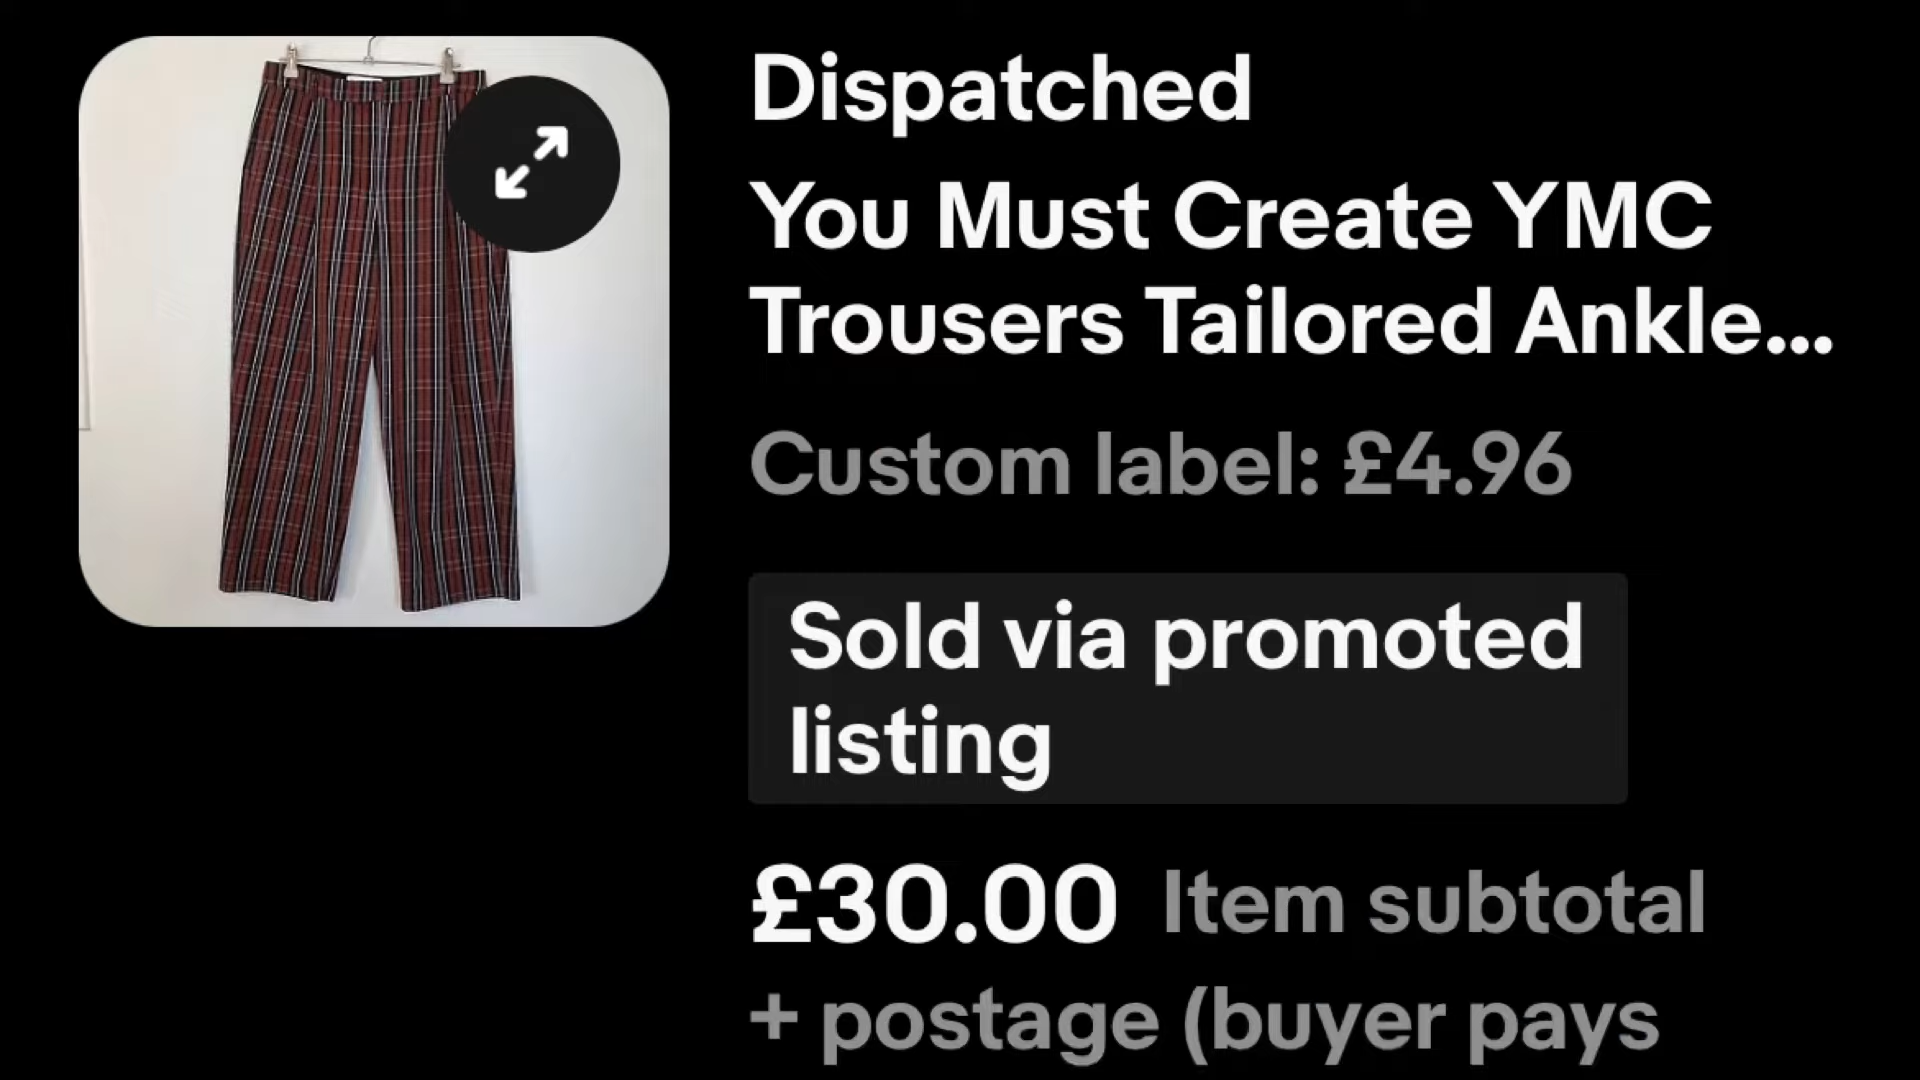 Dispatched
You Must Create YMC
Trousers Tailored Ankle...
Custom label: £4.96
Sold via promoted
listing
£30.00 Item subtotal
+ postage (buyer pays